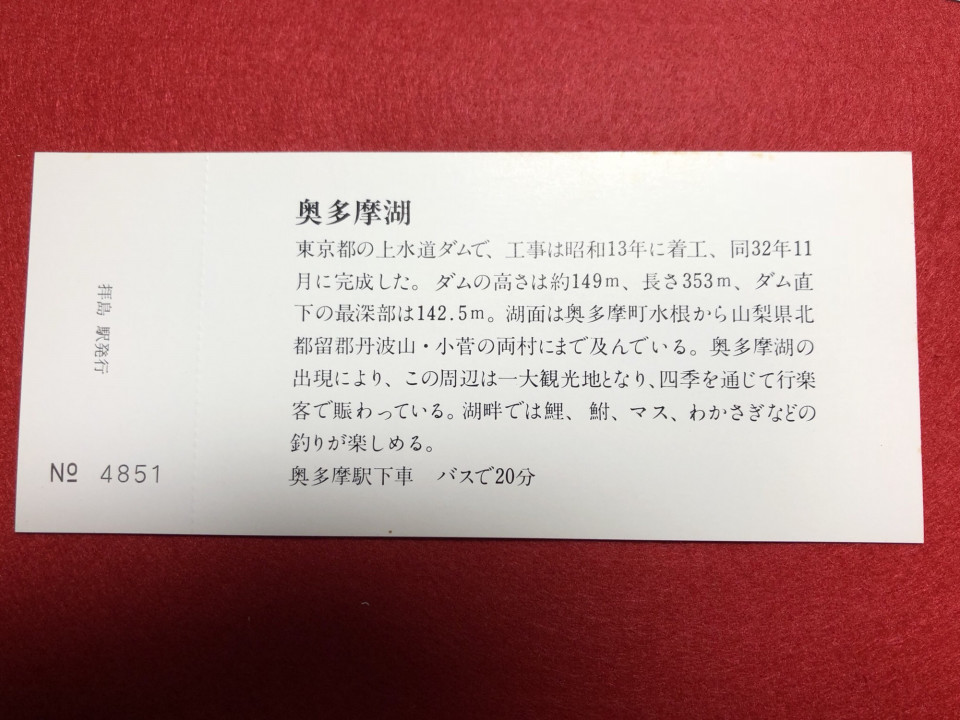 奥多摩湖
東京都の上水道ダムで、工事は昭和13年に着工、同32年11
月に完成した。ダムの高さは約149m、長さ353m、ダム直
下の最深部は142.5m。湖面は奥多摩町水根から山梨県北
都留郡丹波山・小菅の両村にまで及んでいる。奥多摩湖の
出現により、この周辺は一大観光地となり、四季を通じて行楽
客で賑わっている。湖畔では鯉、鮒、マス、わかさぎなどの
釣りが楽しめる。
奥多摩駅下車　バスで20分
拝島 駅発行
№ 4851